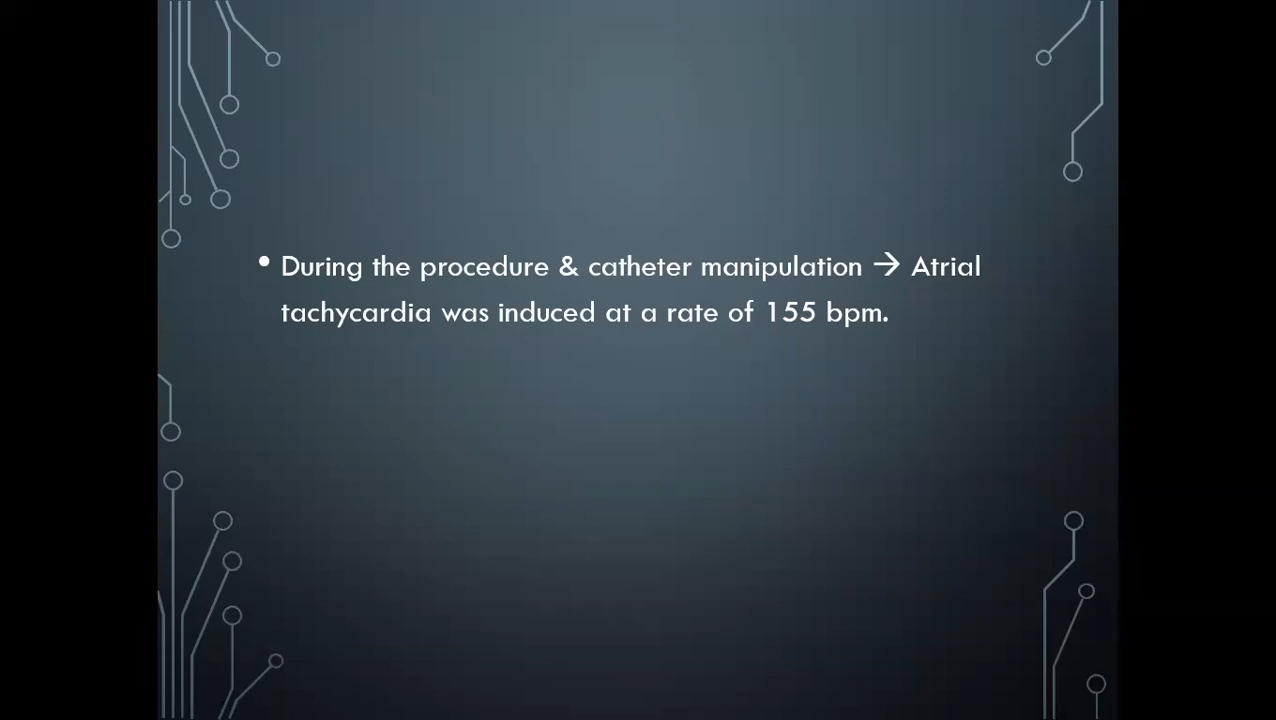 • During the procedure & catheter manipulation → Atrial
tachycardia was induced at a rate of 155 bpm.